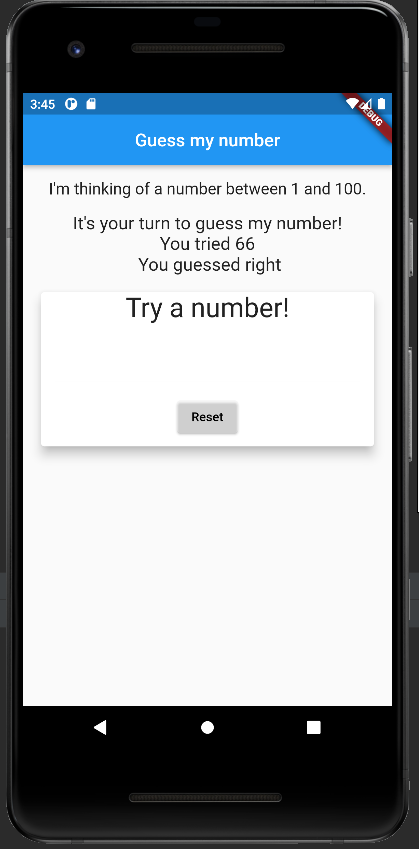 3:45
DEBUG
Guess my number
I'm thinking of a number between 1 and 100.
It's your turn to guess my number!
You tried 66
You guessed right
Try a number!
Reset